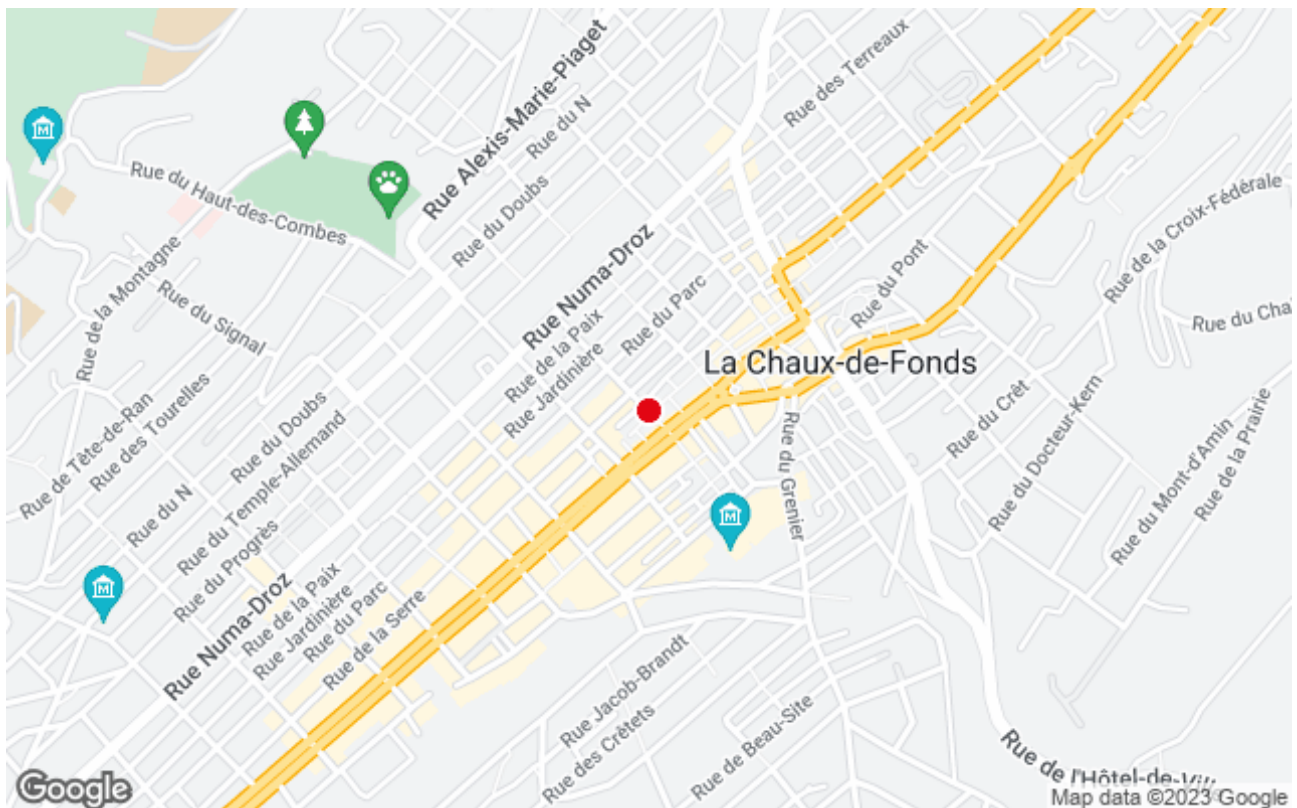 Rue des Terreaux
Rue Alexis-Marie-Piaget
Rue du N
Rue du Haut-des-Combes
Rue du Doubs
Rue de la Croix-Fédérale
Rue de la Montagne
Rue Numa-Droz
Rue du Parc
Rue du Pont
Rue du Signal
Rue de la Paix
Rue du Cha
Rue Jardinière
La Chaux-de-Fonds
Rue des Tourelles
Rue du Doubs
Rue du Crêt
Rue de Tête-de-Ran
Rue du Temple-Allemand
Rue du Grenier
Rue du Docteur-Kern
Rue du Mont-d'Amin
Rue de la Prairie
Rue du N
Rue du Progrès
Rue de la Paix
Rue Numa-Droz
Rue Jardinière
Rue du Parc
Rue de la Serre
Rue Jacob-Brandt
Rue des Crêtets
Rue de Beau-Site
Rue de l'Hôtel-de-Vill
Google
Map data ©2023 Google